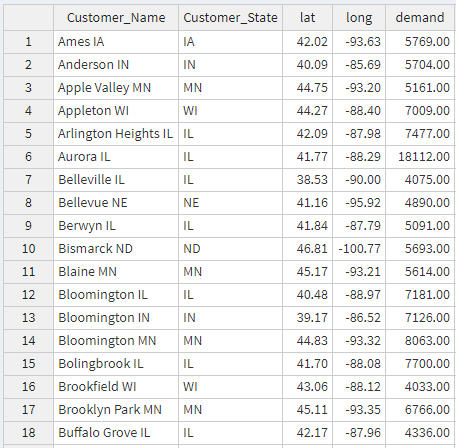 Customer_Name Customer_State lat long demand
1 Ames IA IA 42.02 -93.63 5769.00
2 Anderson IN IN 40.09 -85.69 5704.00
3 Apple Valley MN MN 44.75 -93.20 5161.00
4 Appleton WI WI 44.27 -88.40 7009.00
5 Arlington Heights IL IL 42.09 -87.98 7477.00
6 Aurora IL IL 41.77 -88.29 18112.00
7 Belleville IL IL 38.53 -90.00 4075.00
8 Bellevue NE NE 41.16 -95.92 4890.00
9 Berwyn IL IL 41.84 -87.79 5091.00
10 Bismarck ND ND 46.81 -100.77 5693.00
11 Blaine MN MN 45.17 -93.21 5614.00
12 Bloomington IL IL 40.48 -88.97 7181.00
13 Bloomington IN IN 39.17 -86.52 7126.00
14 Bloomington MN MN 44.83 -93.32 8063.00
15 Bolingbrook IL IL 41.70 -88.08 7700.00
16 Brookfield WI WI 43.06 -88.12 4033.00
17 Brooklyn Park MN MN 45.11 -93.35 6766.00
18 Buffalo Grove IL IL 42.17 -87.96 4336.00